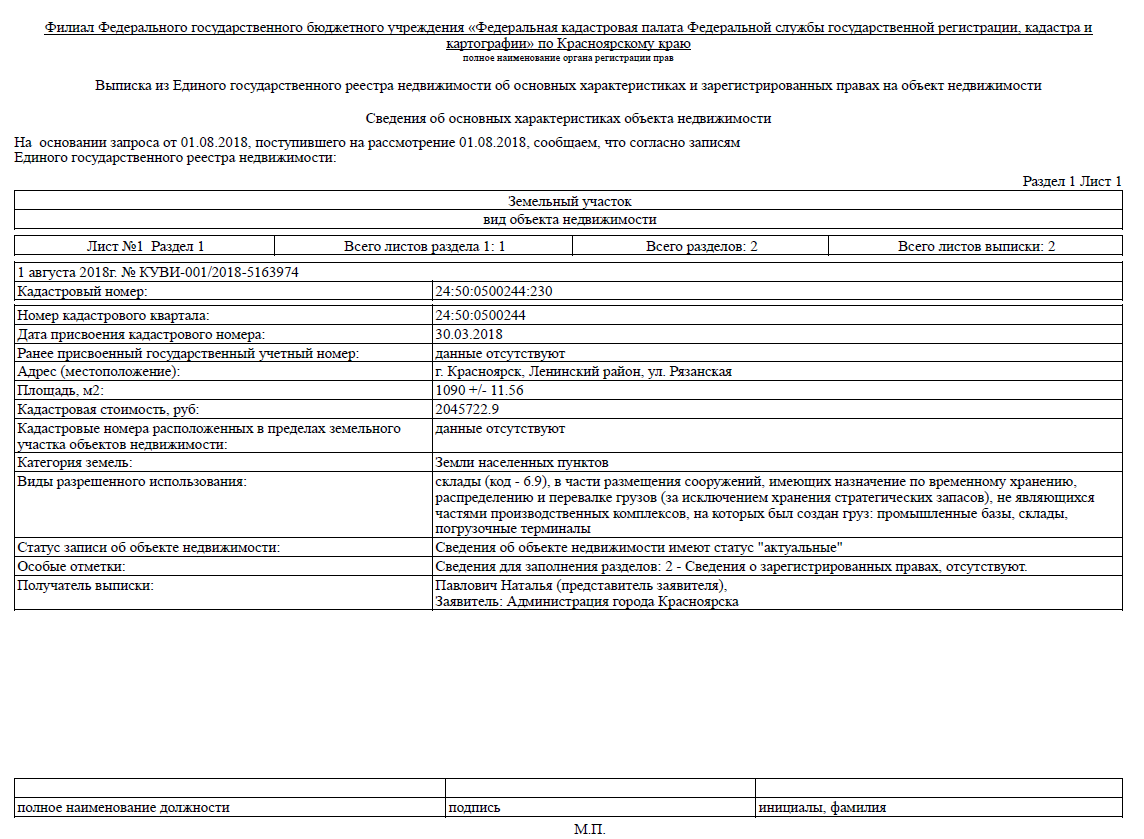 Филиал Федерального государственного бюджетного учреждения «Федеральная кадастровая палата Федеральной службы государственной регистрации, кадастра и
картографии» по Красноярскому краю
полное наименование органа регистрации прав
Выписка из Единого государственного реестра недвижимости об основных характеристиках и зарегистрированных правах на объект недвижимости
Сведения об основных характеристиках объекта недвижимости
На основании запроса от 01.08.2018, поступившего на рассмотрение 01.08.2018, сообщаем, что согласно записям
Единого государственного реестра недвижимости:
Раздел 1 Лист 1
Земельный участок
вид объекта недвижимости
Лист №1 Раздел 1 Всего листов раздела 1: 1 Всего разделов: 2 Всего листов выписки: 2
1 августа 2018г. № КУВИ-001/2018-5163974
Кадастровый номер: 24:50:0500244:230
Номер кадастрового квартала: 24:50:0500244
Дата присвоения кадастрового номера: 30.03.2018
Ранее присвоенный государственный учетный номер: данные отсутствуют
Адрес (местоположение): г. Красноярск, Ленинский район, ул. Рязанская
Площадь, м2: 1090 +/- 11.56
Кадастровая стоимость, руб: 2045722.9
Кадастровые номера расположенных в пределах земельного данные отсутствуют
участка объектов недвижимости:
Категория земель: Земли населенных пунктов
Виды разрешенного использования: склады (код - 6.9), в части размещения сооружений, имеющих назначение по временному хранению,
распределению и перевалке грузов (за исключением хранения стратегических запасов), не являющихся
частями производственных комплексов, на которых был создан груз: промышленные базы, склады,
погрузочные терминалы
Статус записи об объекте недвижимости: Сведения об объекте недвижимости имеют статус "актуальные"
Особые отметки: Сведения для заполнения разделов: 2 - Сведения о зарегистрированных правах, отсутствуют.
Получатель выписки: Павлович Наталья (представитель заявителя),
Заявитель: Администрация города Красноярска
полное наименование должности подпись инициалы, фамилия
М.П.